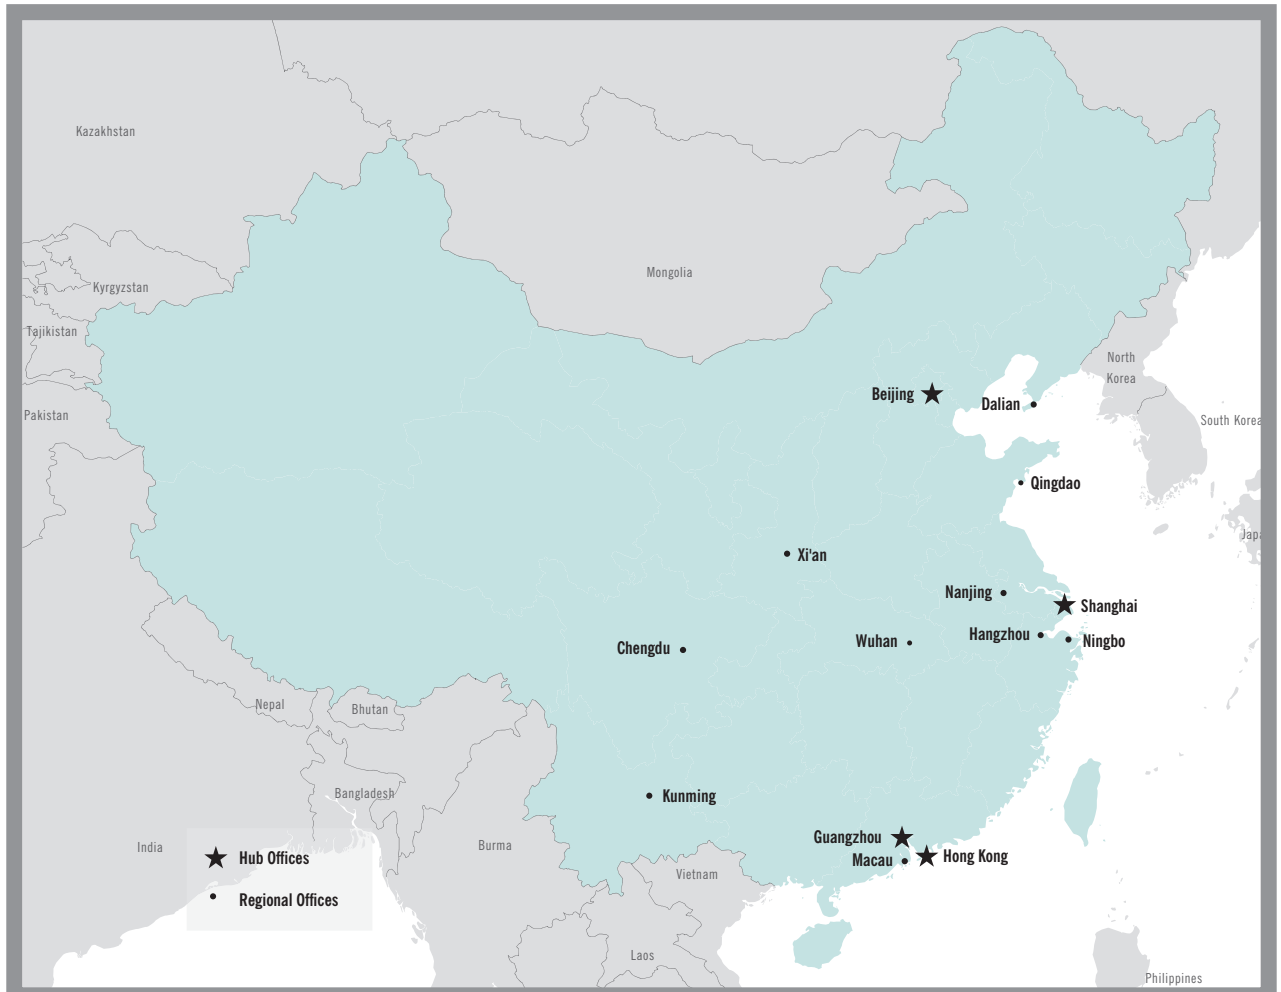 Kazakhstan
Mongolia
Kyrgyzstan
Tajikistan
North
Korea
Beijing
Dalian
Pakistan
South Korea
Qingdao
Japa
Xi'an
Nanjing
Shanghai
Hangzhou
Ningbo
Wuhan
Chengdu
Nepal
Bhutan
Bangladesh
Kunming
Guangzhou
India
Burma
Hub Offices
Hong Kong
Macau
Vietnam
Regional Offices
Laos
Philippines